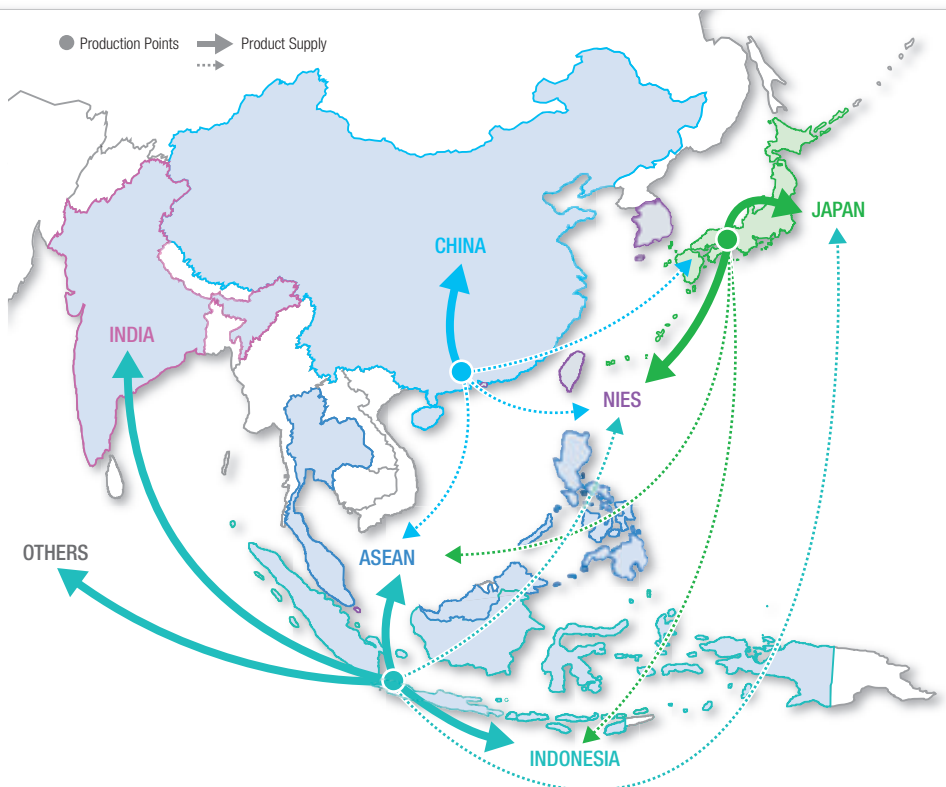 Production Points
Product Supply
JAPAN
CHINA
INDIA
NIES
OTHERS
ASEAN
INDONESIA